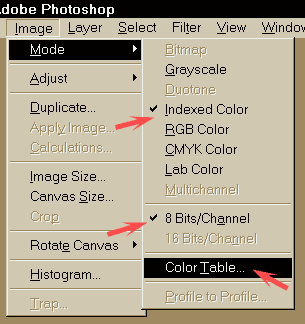 Adobe Photoshop
Image Layer Select Filter View Window
Mode
Adjust
Duplicate...
Apply Image...
Calculations...
Image Size...
Canvas Size...
Crop
Rotate Canvas
Histogram...
Trap...
Bitmap
Grayscale
Duotone
Indexed Color
RGB Color
CMYK Color
Lab Color
Multichannel
8 Bits/Channel
16 Bits/Channel
Color Table...
Profile to Profile...